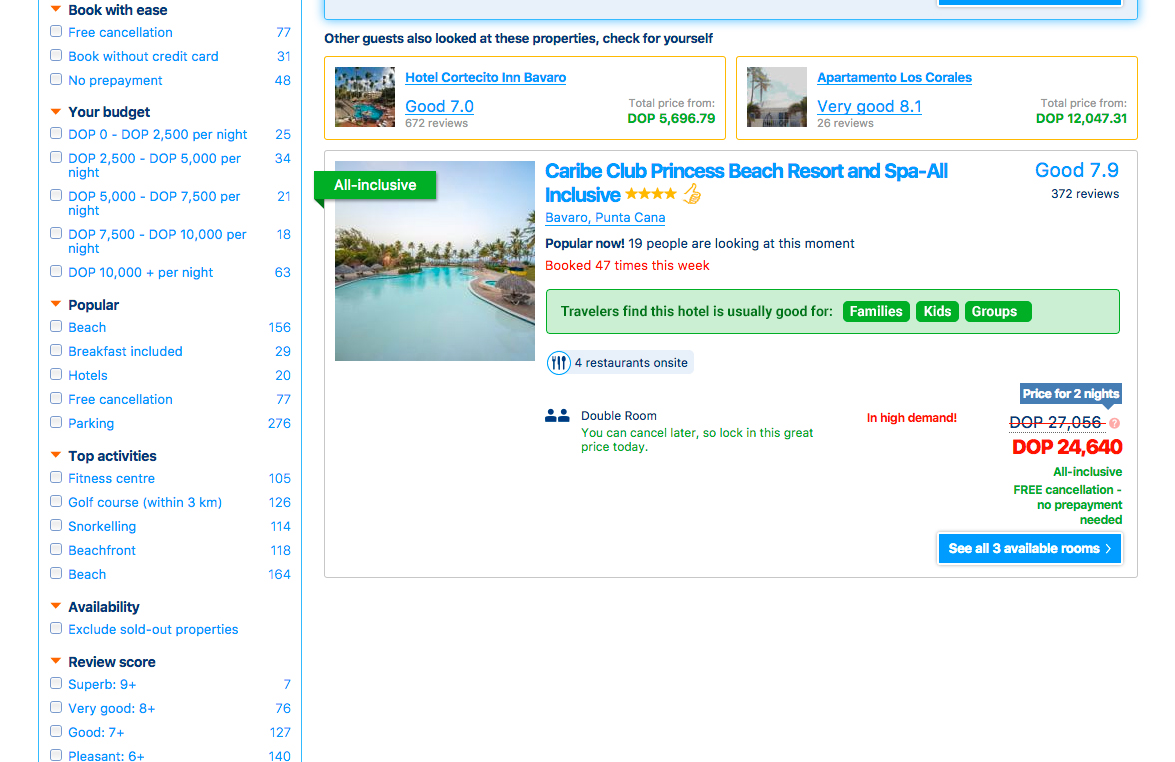 Book with ease
Free cancellation 77
Book without credit card 31
No prepayment 48
Your budget
DOP 0 - DOP 2,500 per night 25
DOP 2,500 - DOP 5,000 per 34
night
DOP 5,000 - DOP 7,500 per 21
night
DOP 7,500 - DOP 10,000 per 18
night
DOP 10,000 + per night 63
Popular
Beach 156
Breakfast included 29
Hotels 20
Free cancellation 77
Parking 276
Top activities
Fitness centre 105
Golf course (within 3 km) 126
Snorkelling 114
Beachfront 118
Beach 164
Availability
Exclude sold-out properties
Review score
Superb: 9+ 7
Very good: 8+ 76
Good: 7+ 127
Pleasant: 6+ 140
Other guests also looked at these properties, check for yourself
Hotel Cortecito Inn Bavaro
Good 7.0
672 reviews
Total price from:
DOP 5,696.79
Apartamento Los Corales
Very good 8.1
26 reviews
Total price from:
DOP 12,047.31
All-inclusive
Caribe Club Princess Beach Resort and Spa-All
Inclusive
Good 7.9
372 reviews
Bavaro, Punta Cana
Popular now! 19 people are looking at this moment
Booked 47 times this week
Travelers find this hotel is usually good for: Families Kids Groups
4 restaurants onsite
Double Room
You can cancel later, so lock in this great
price today.
In high demand!
Price for 2 nights
DOP 27,056 ?
DOP 24,640
All-inclusive
FREE cancellation -
no prepayment
needed
See all 3 available rooms